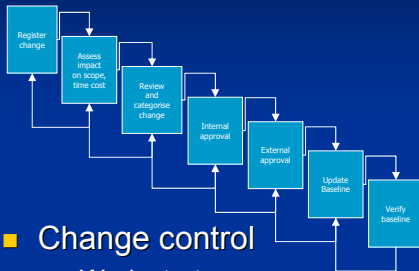 Register
change
Assess
impact
on scope,
time cost
Review
and
categorise
change
Internal
approval
External
approval
Update
Baseline
Verify
baseline
Change control